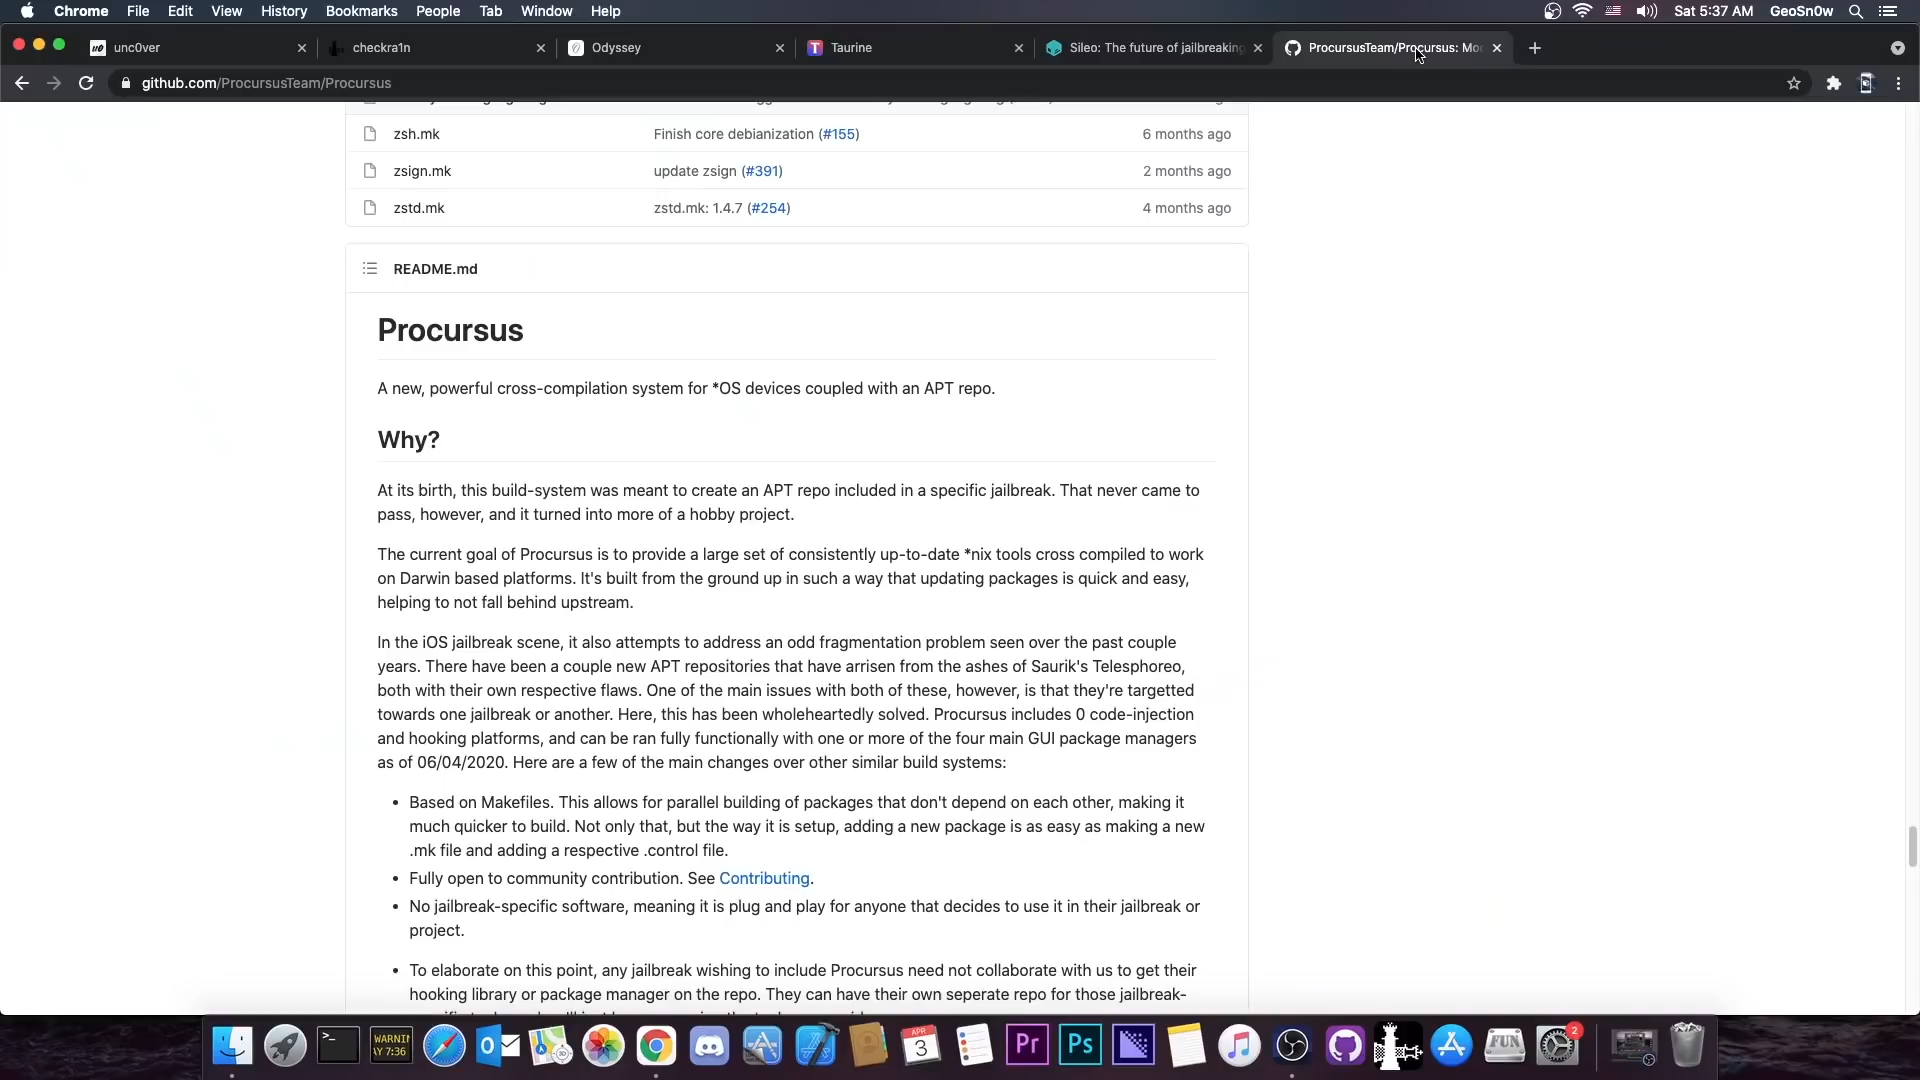 Chrome File Edit View History Bookmarks People Tab Window Help Sat 5:37 AM GeoSn0w
unc0ver checkra1n Odyssey Taurine Sileo: The future of jailbreaking ProcursusTeam/Procursus: Mo
github.com/ProcursusTeam/Procursus
zsh.mk Finish core debianization (#155) 6 months ago
zsign.mk update zsign (#391) 2 months ago
zstd.mk zstd.mk: 1.4.7 (#254) 4 months ago
README.md
Procursus
A new, powerful cross-compilation system for *OS devices coupled with an APT repo.
Why?
At its birth, this build-system was meant to create an APT repo included in a specific jailbreak. That never came to
pass, however, and it turned into more of a hobby project.
The current goal of Procursus is to provide a large set of consistently up-to-date *nix tools cross compiled to work
on Darwin based platforms. It's built from the ground up in such a way that updating packages is quick and easy,
helping to not fall behind upstream.
In the iOS jailbreak scene, it also attempts to address an odd fragmentation problem seen over the past couple
years. There have been a couple new APT repositories that have arrisen from the ashes of Saurik's Telesphoreo,
both with their own respective flaws. One of the main issues with both of these, however, is that they're targetted
towards one jailbreak or another. Here, this has been wholeheartedly solved. Procursus includes 0 code-injection
and hooking platforms, and can be ran fully functionally with one or more of the four main GUI package managers
as of 06/04/2020. Here are a few of the main changes over other similar build systems:
• Based on Makefiles. This allows for parallel building of packages that don't depend on each other, making it
much quicker to build. Not only that, but the way it is setup, adding a new package is as easy as making a new
.mk file and adding a respective .control file.
• Fully open to community contribution. See Contributing.
• No jailbreak-specific software, meaning it is plug and play for anyone that decides to use it in their jailbreak or
project.
• To elaborate on this point, any jailbreak wishing to include Procursus need not collaborate with us to get their
hooking library or package manager on the repo. They can have their own seperate repo for those jailbreak-
WARNIN
AY 7:36
APR
3
Pr
Ps
FUN
2